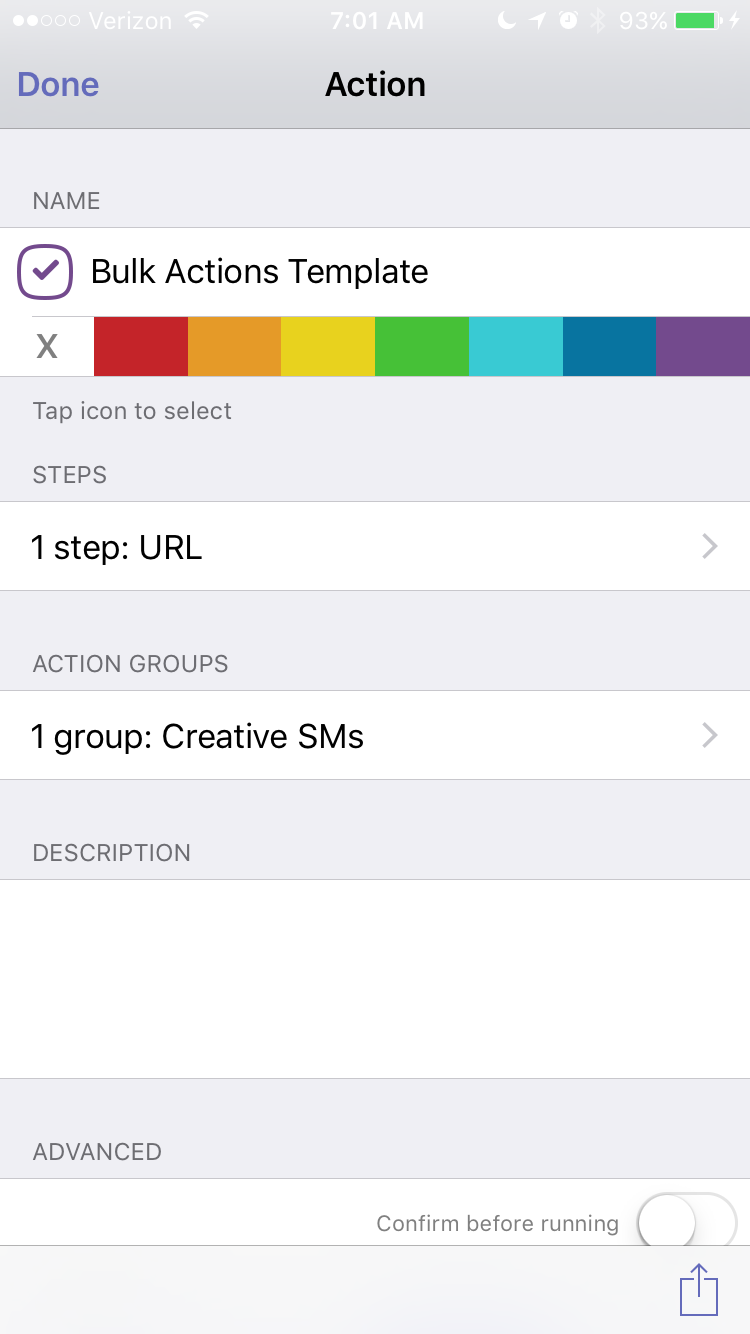 Verizon 7:01 AM 93%
Done Action
NAME
Bulk Actions Template
X
Tap icon to select
STEPS
1 step: URL
ACTION GROUPS
1 group: Creative SMs
DESCRIPTION
ADVANCED
Confirm before running